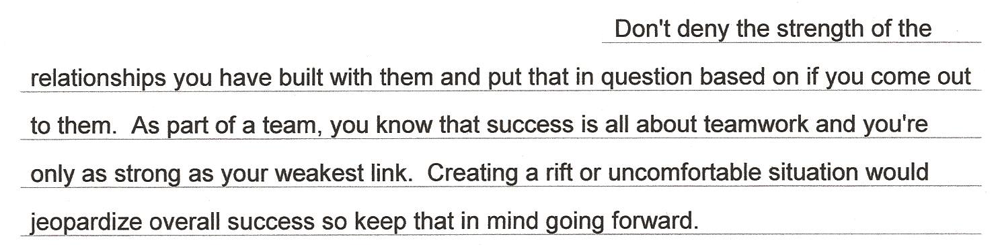 Don't deny the strength of the
relationships you have built with them and put that in question based on if you come out
to them.  As part of a team, you know that success is all about teamwork and you're
only as strong as your weakest link.  Creating a rift or uncomfortable situation would
jeopardize overall success so keep that in mind going forward.